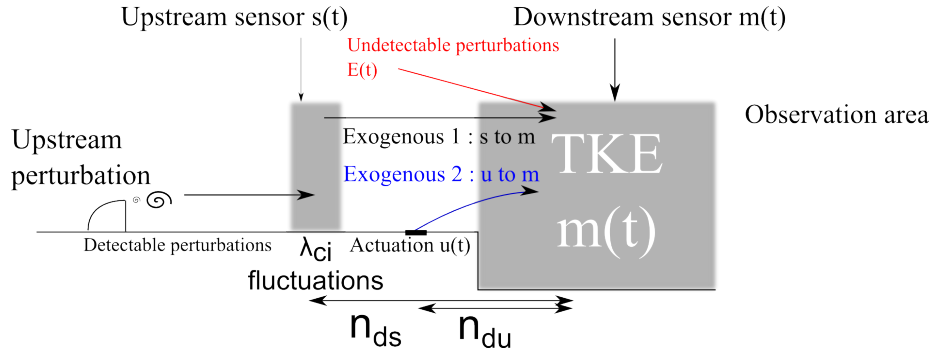 Upstream sensor s(t)
Downstream sensor m(t)
Undetectable perturbations
E(t)
Observation area
Exogenous 1 : s to m
Upstream
perturbation
Exogenous 2 : u to m
TKE
m(t)
Detectable perturbations
λci
fluctuations
Actuation u(t)
nds
ndu